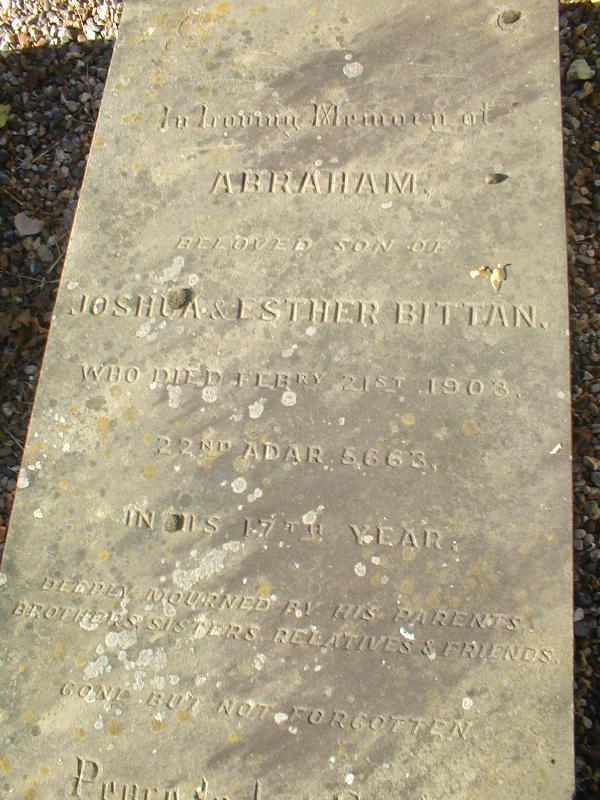 In Loving Memory of
ABRAHAM,
BELOVED SON OF
JOSHUA & ESTHER BITTAN.
WHO DIED FEBRY 21ST 1903,
22ND ADAR 5663,
IN HIS 17TH YEAR.
DEEPLY MOURNED BY HIS PARENTS
BROTHERS, SISTERS, RELATIVES & FRIENDS.
GONE BUT NOT FORGOTTEN.
Peace